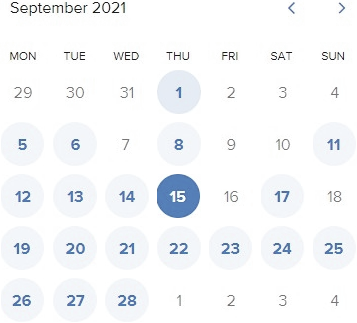 September 2021
MON TUE WED THU FRI SAT SUN
29 30 31 1 2 3 4
5 6 7 8 9 10 11
12 13 14 15 16 17 18
19 20 21 22 23 24 25
26 27 28 1 2 3 4